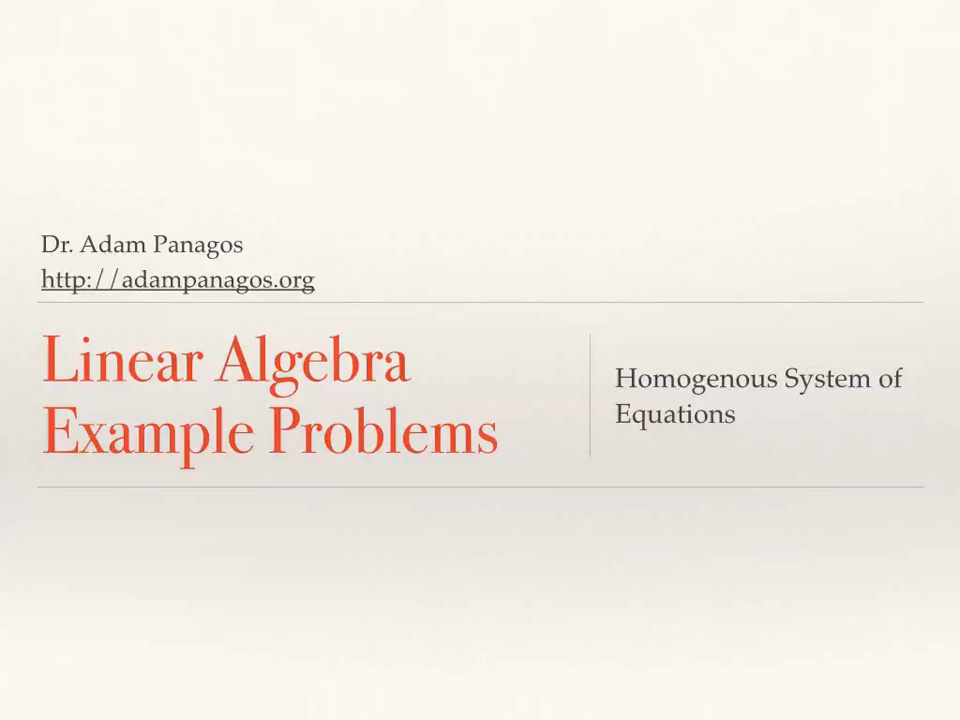 Dr. Adam Panagos
http://adampanagos.org
Linear Algebra
Example Problems
Homogenous System of
Equations